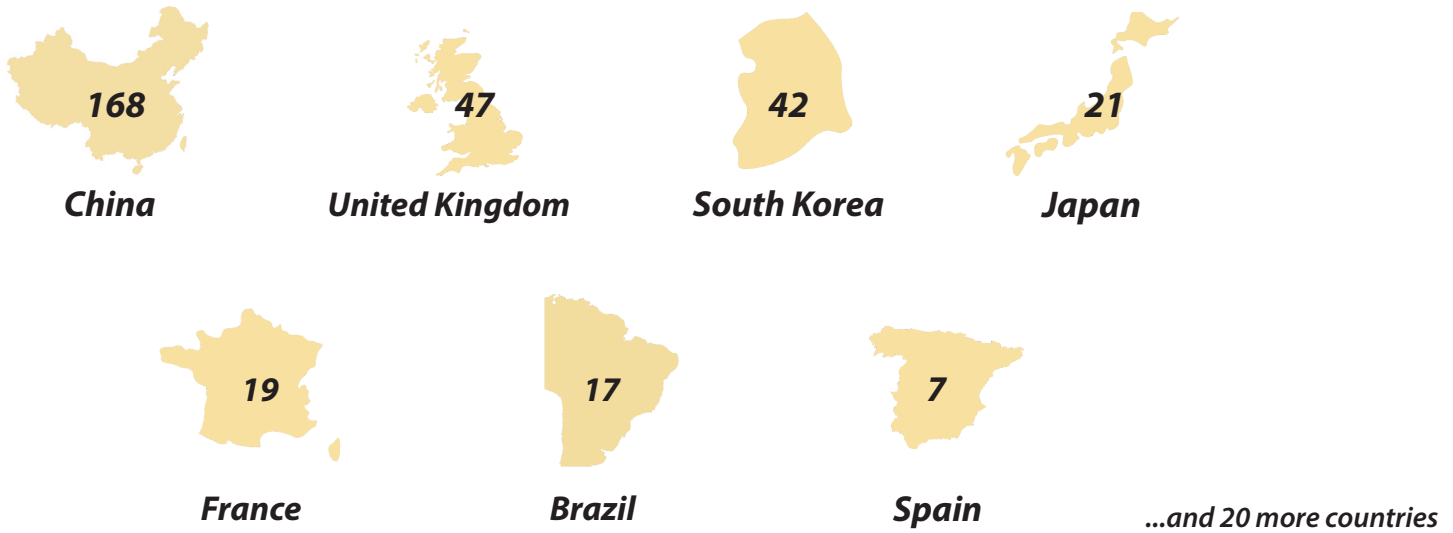 168
47
42
21
China
United Kingdom
South Korea
Japan
19
17
7
France
Brazil
Spain
...and 20 more countries